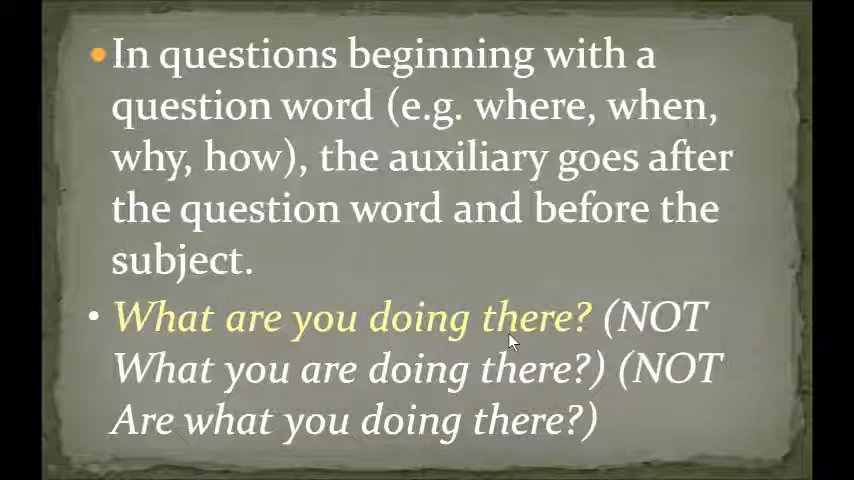 In questions beginning with a
question word (e.g. where, when,
why, how), the auxiliary goes after
the question word and before the
subject.
What are you doing there? (NOT
What you are doing there?) (NOT
Are what you doing there?)